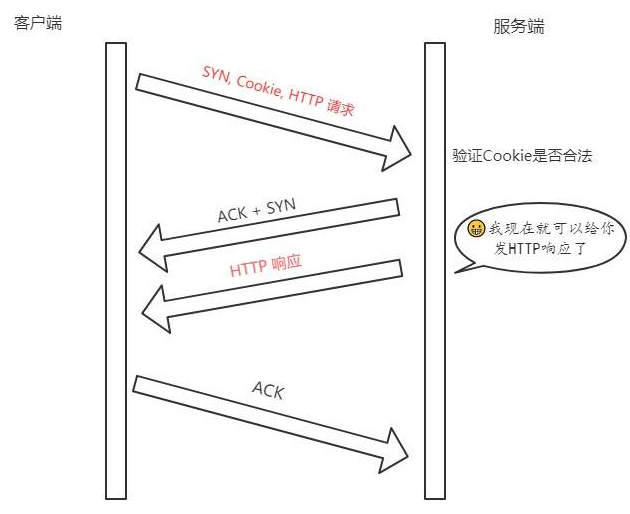 客户端
服务端
SYN, Cookie, HTTP 请求
验证Cookie是否合法
ACK + SYN
我现在就可以给你
发HTTP响应了
HTTP 响应
ACK